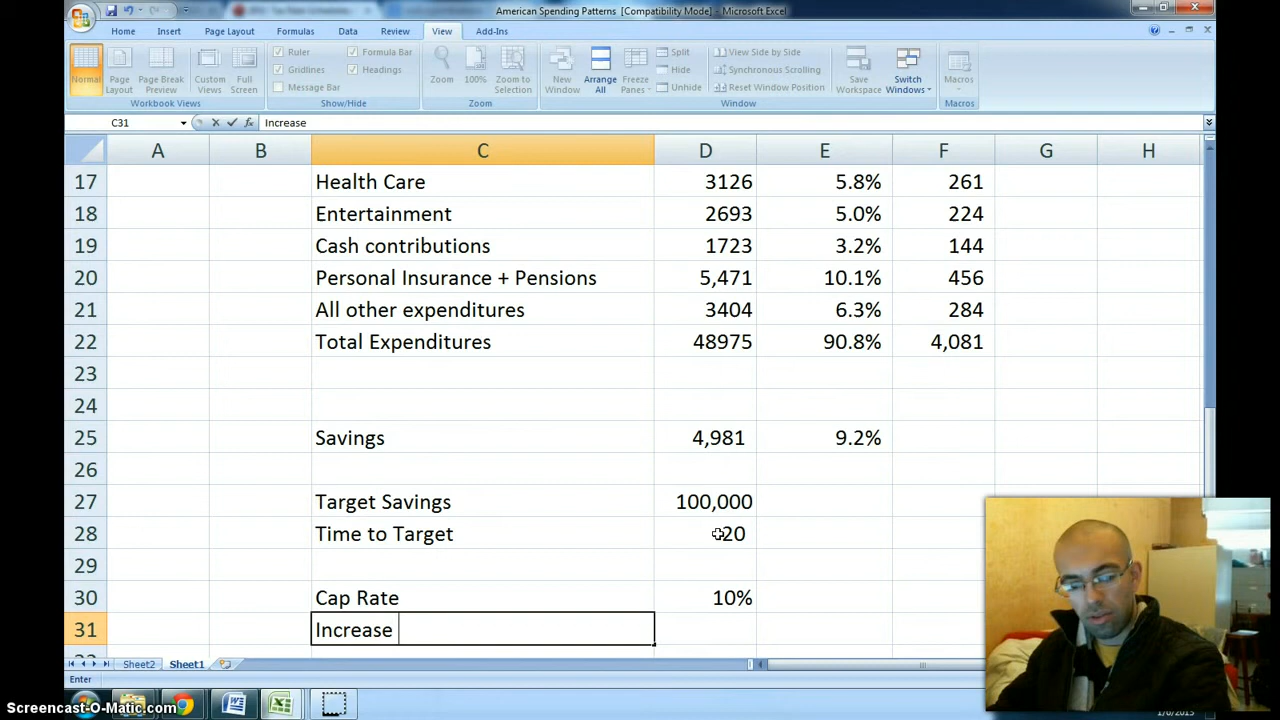 American Spending Patterns [Compatibility Mode] - Microsoft Excel
Home Insert Page Layout Formulas Data Review View Add-Ins
Normal Page Layout Page Break Preview Custom Views Full Screen
Workbook Views
Ruler Formula Bar
Gridlines Headings
Message Bar
Show/Hide
Zoom 100% Zoom to Selection
Zoom
New Window Arrange All Freeze Panes
Split
Hide
Unhide
View Side by Side
Synchronous Scrolling
Reset Window Position
Window
Save Workspace Switch Windows
Macros
Macros
C31 fx Increase
A B C D E F G H
17 Health Care 3126 5.8% 261
18 Entertainment 2693 5.0% 224
19 Cash contributions 1723 3.2% 144
20 Personal Insurance + Pensions 5,471 10.1% 456
21 All other expenditures 3404 6.3% 284
22 Total Expenditures 48975 90.8% 4,081
23
24
25 Savings 4,981 9.2%
26
27 Target Savings 100,000
28 Time to Target 20
29
30 Cap Rate 10%
31 Increase
Sheet2 Sheet1
Enter
Screencast-O-Matic.com